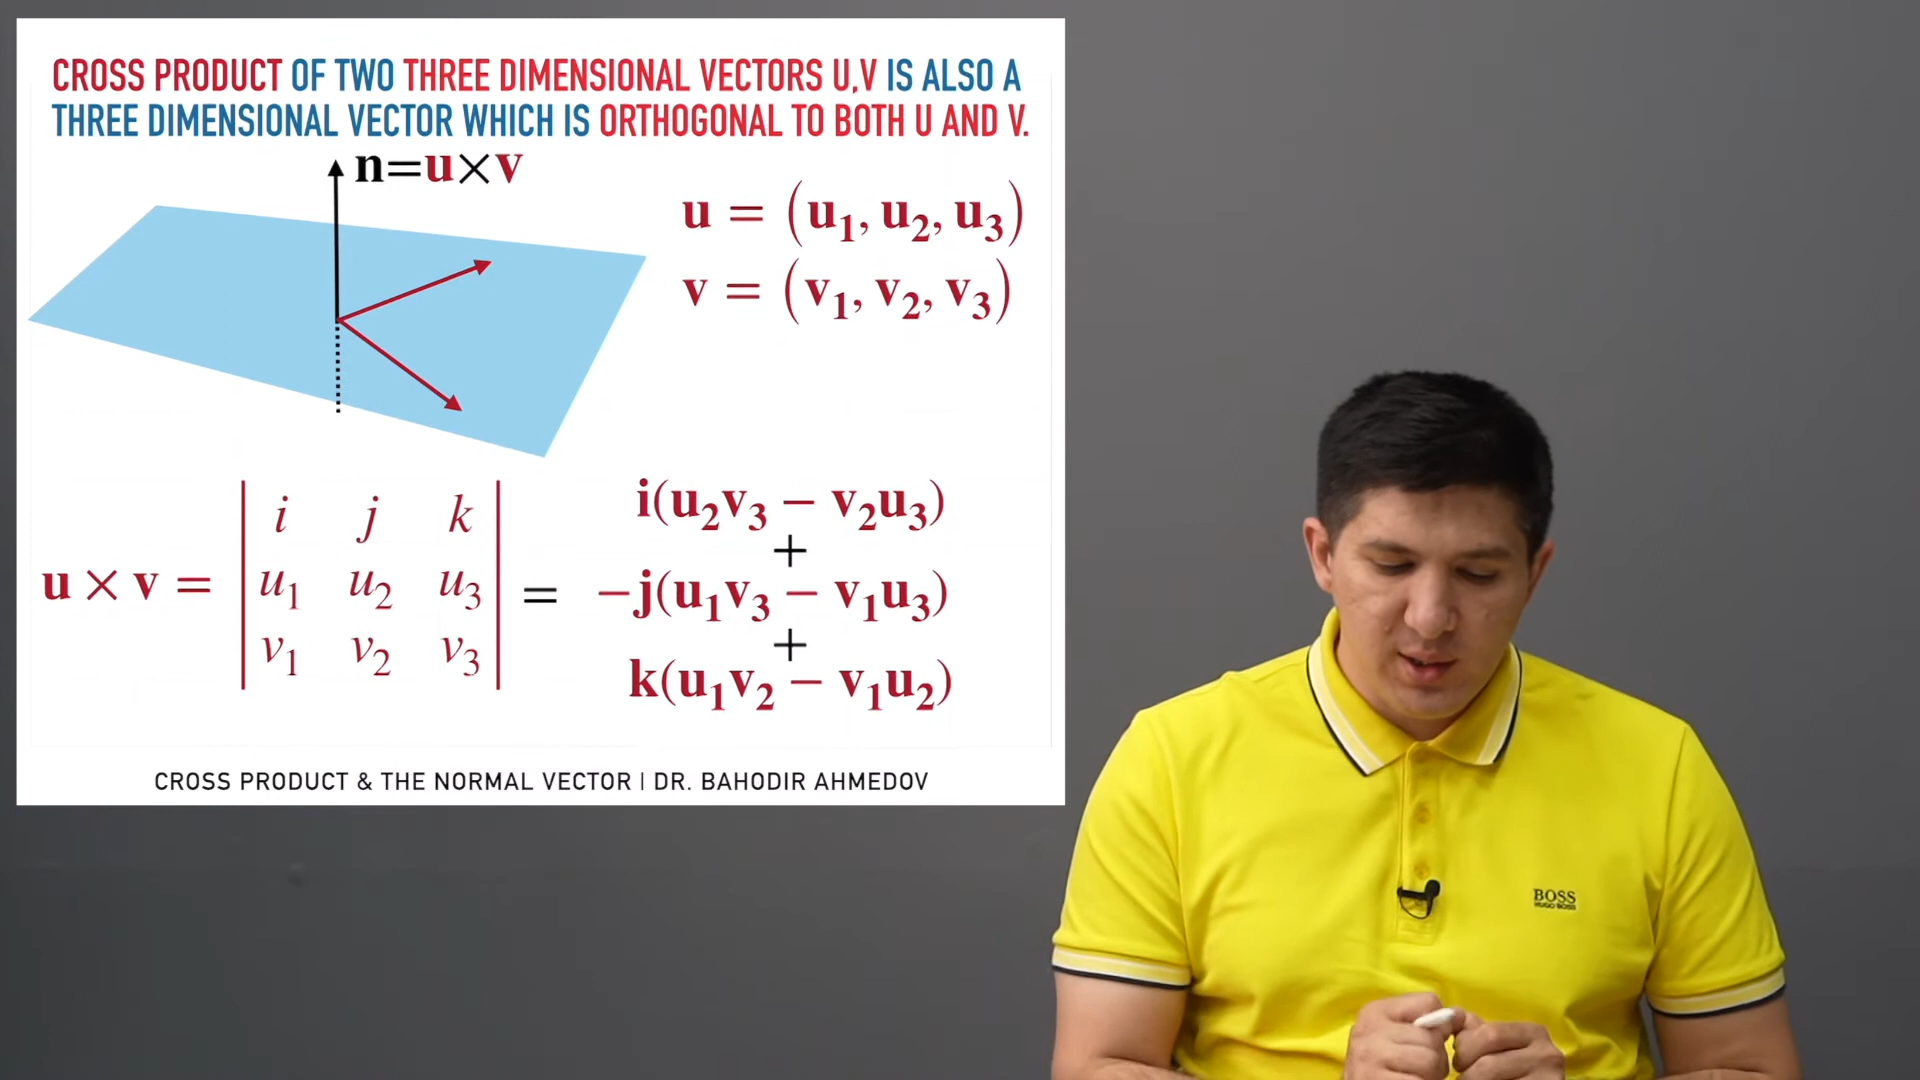 CROSS PRODUCT OF TWO THREE DIMENSIONAL VECTORS U,V IS ALSO A
THREE DIMENSIONAL VECTOR WHICH IS ORTHOGONAL TO BOTH U AND V.
n=u×v
u = (u₁, u₂, u₃)
v = (v₁, v₂, v₃)
i j k
u × v = u₁ u₂ u₃ =
v₁ v₂ v₃
i(u₂v₃ − v₂u₃)
+
−j(u₁v₃ − v₁u₃)
+
k(u₁v₂ − v₁u₂)
CROSS PRODUCT & THE NORMAL VECTOR | DR. BAHODIR AHMEDOV
BOSS
HUGO BOSS